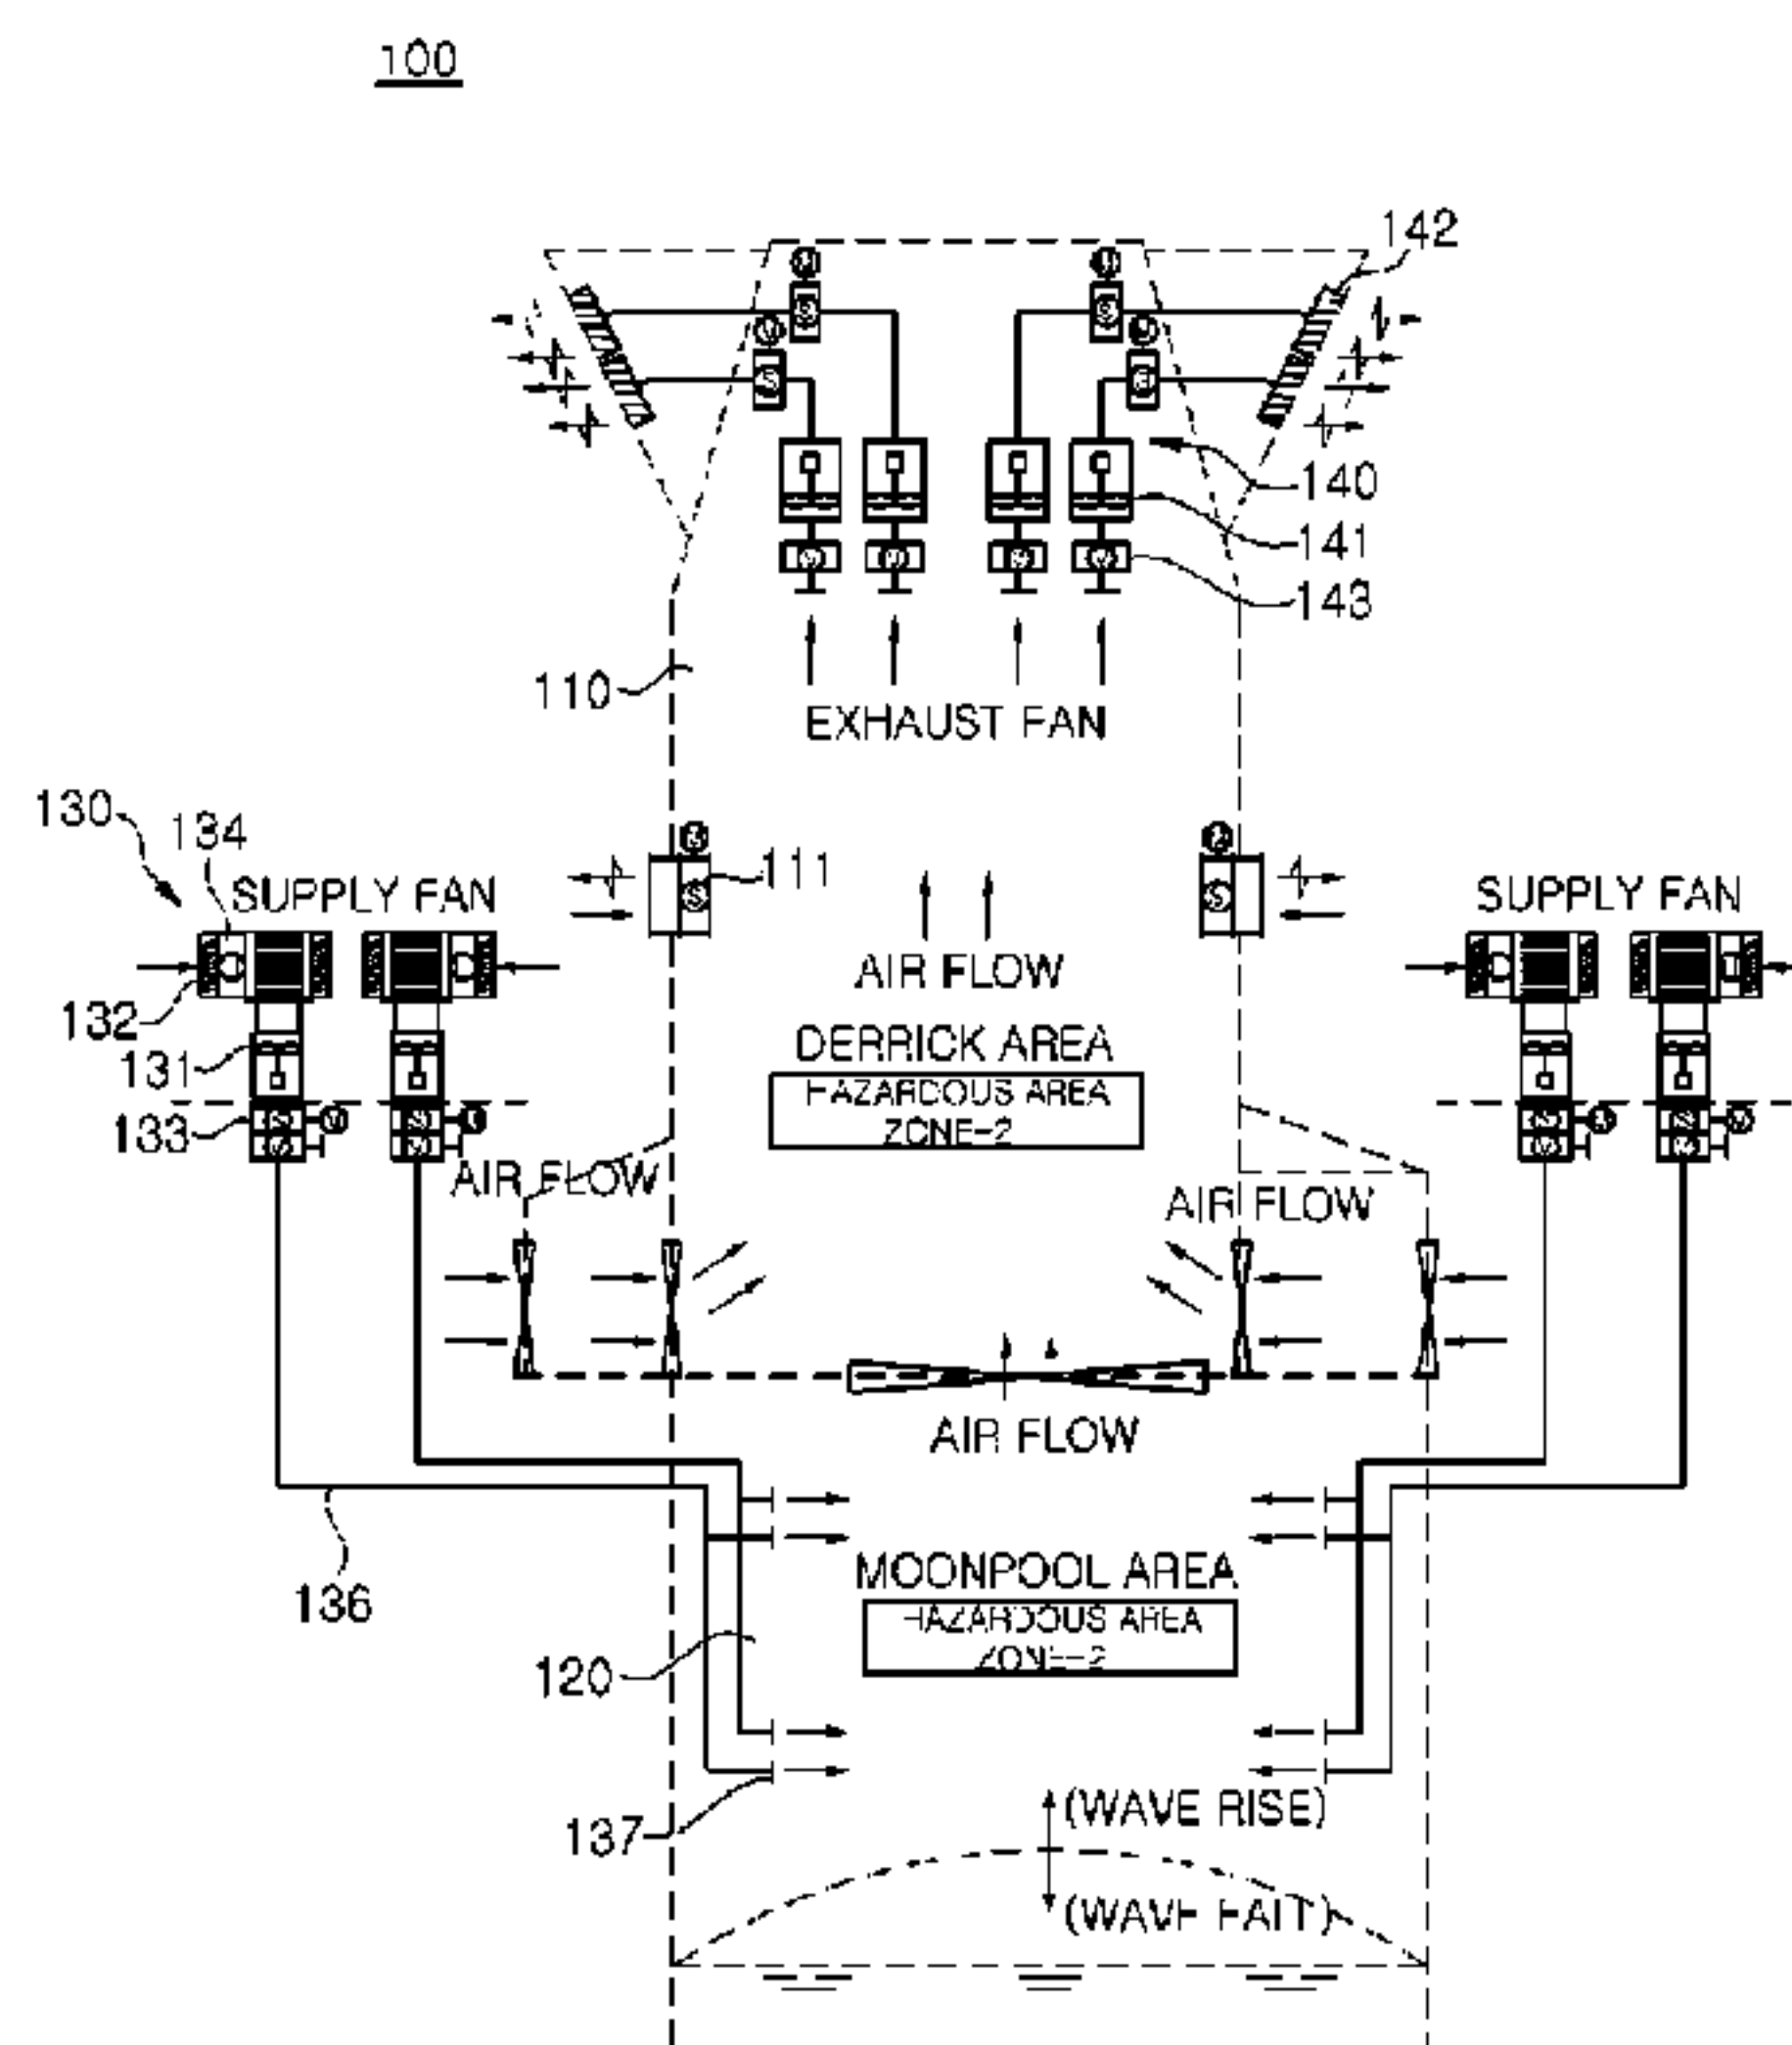 100
142
140
141
143
110
EXHAUST FAN
130
134
SUPPLY FAN
111
SUPPLY FAN
AIR FLOW
132
DERRICK AREA
131
HAZARDOUS AREA
ZONE-2
133
AIR FLOW
AIR FLOW
AIR FLOW
MOONPOOL AREA
136
HAZARDOUS AREA
ZONE-2
120
137
(WAVE RISE)
(WAVE